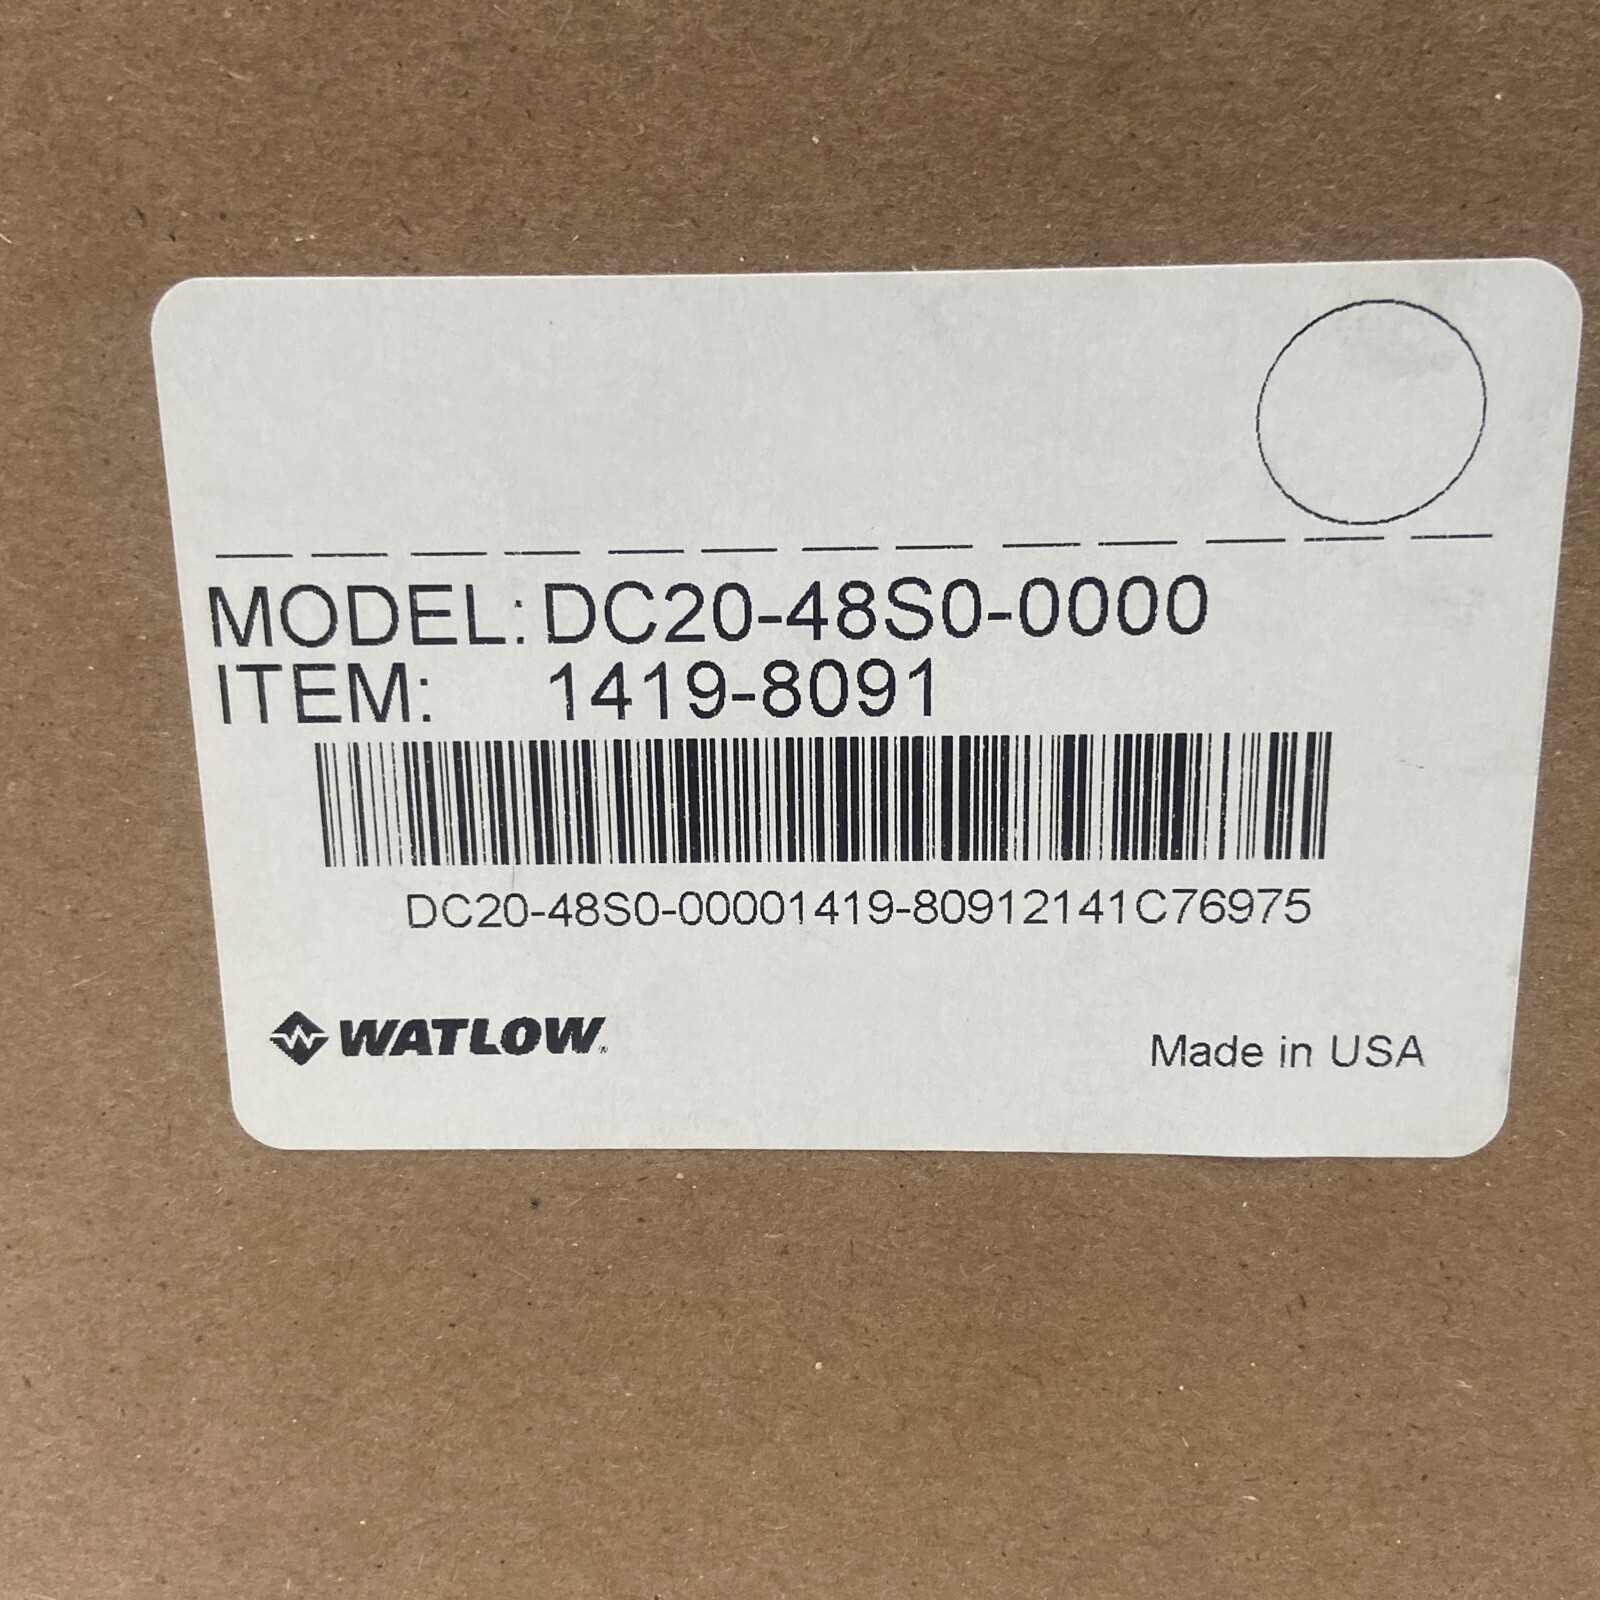 MODEL: DC20-48S0-0000
ITEM: 1419-8091
DC20-48S0-00001419-80912141C76975
WATLOW®
Made in USA